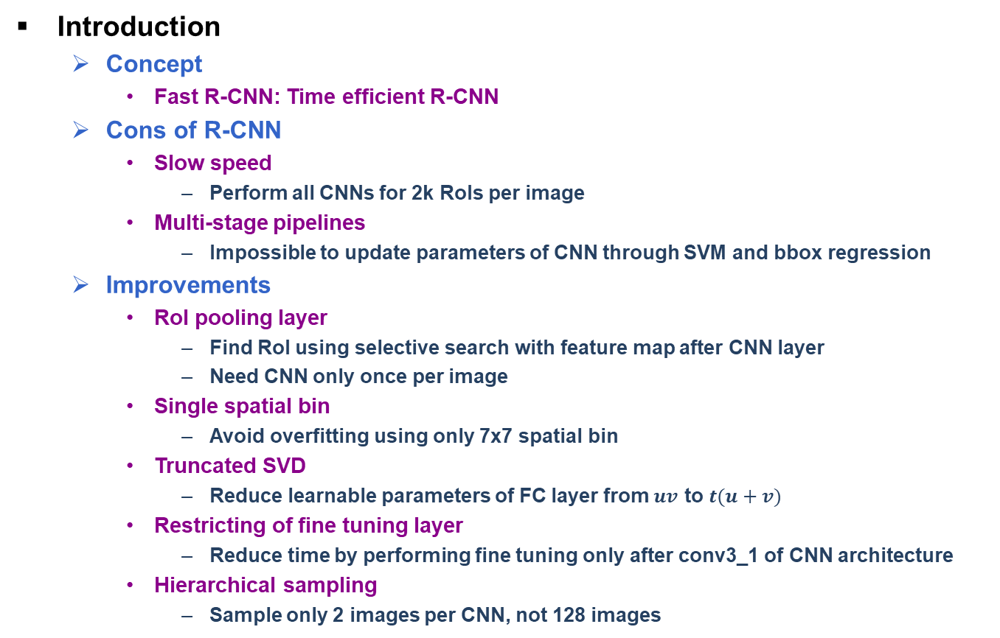 ▪ Introduction
➢ Concept
• Fast R-CNN: Time efficient R-CNN
➢ Cons of R-CNN
• Slow speed
– Perform all CNNs for 2k RoIs per image
• Multi-stage pipelines
– Impossible to update parameters of CNN through SVM and bbox regression
➢ Improvements
• RoI pooling layer
– Find RoI using selective search with feature map after CNN layer
– Need CNN only once per image
• Single spatial bin
– Avoid overfitting using only 7x7 spatial bin
• Truncated SVD
– Reduce learnable parameters of FC layer from uv to t(u + v)
• Restricting of fine tuning layer
– Reduce time by performing fine tuning only after conv3_1 of CNN architecture
• Hierarchical sampling
– Sample only 2 images per CNN, not 128 images